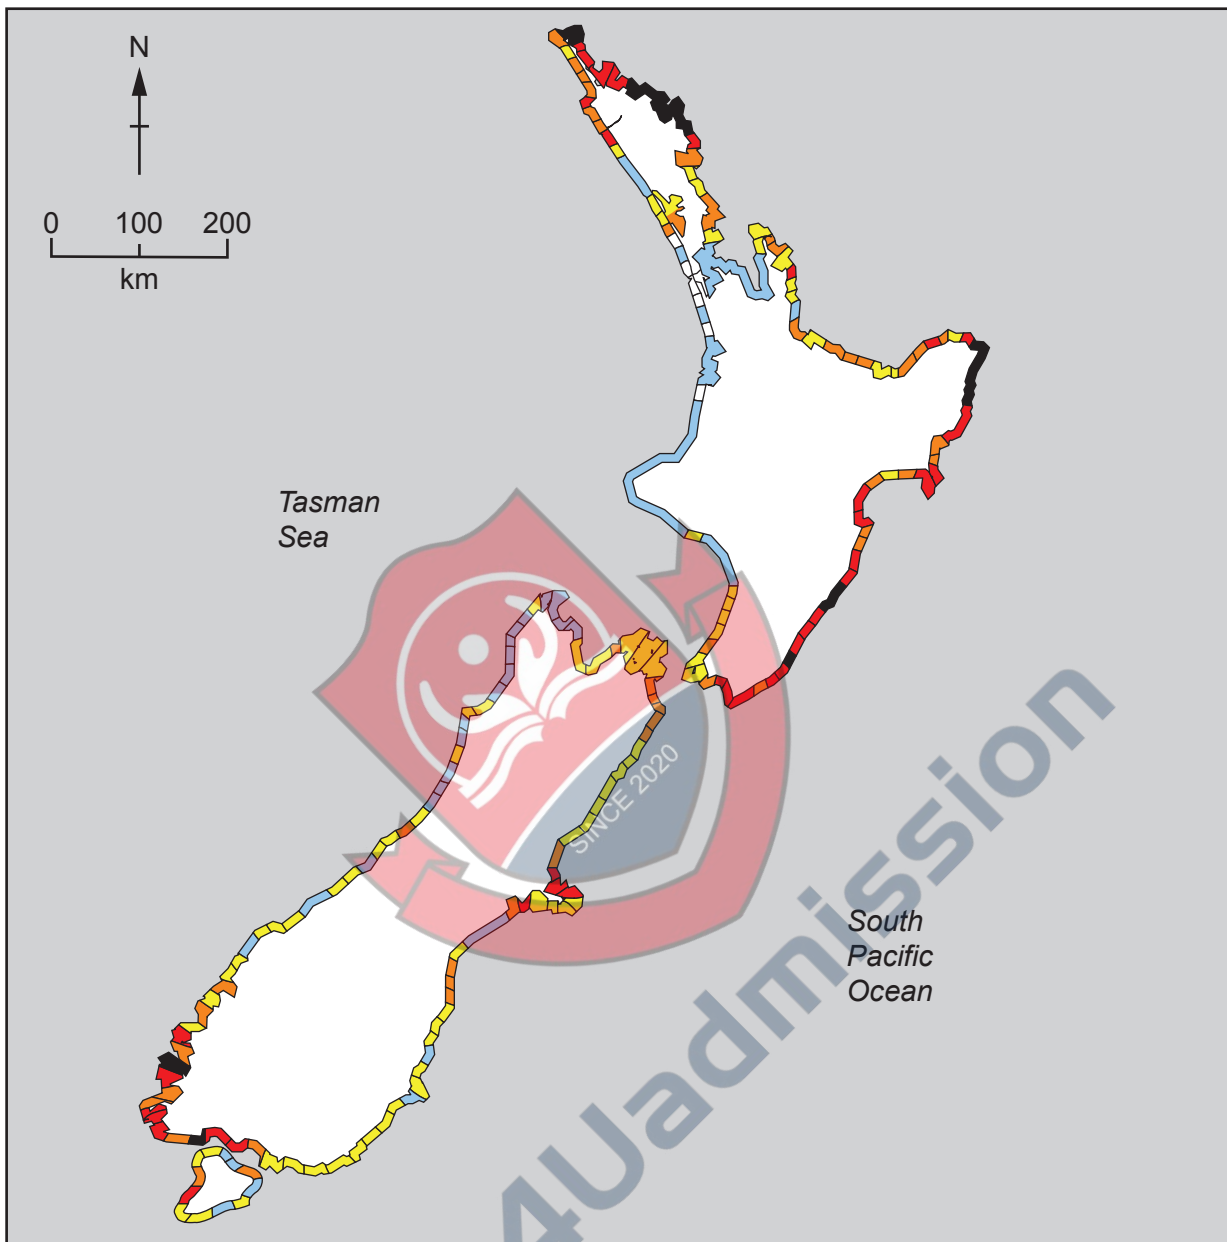 N
0 100 200
km
Tasman
Sea
SINCE 2020
South
Pacific
Ocean
4Uadmission